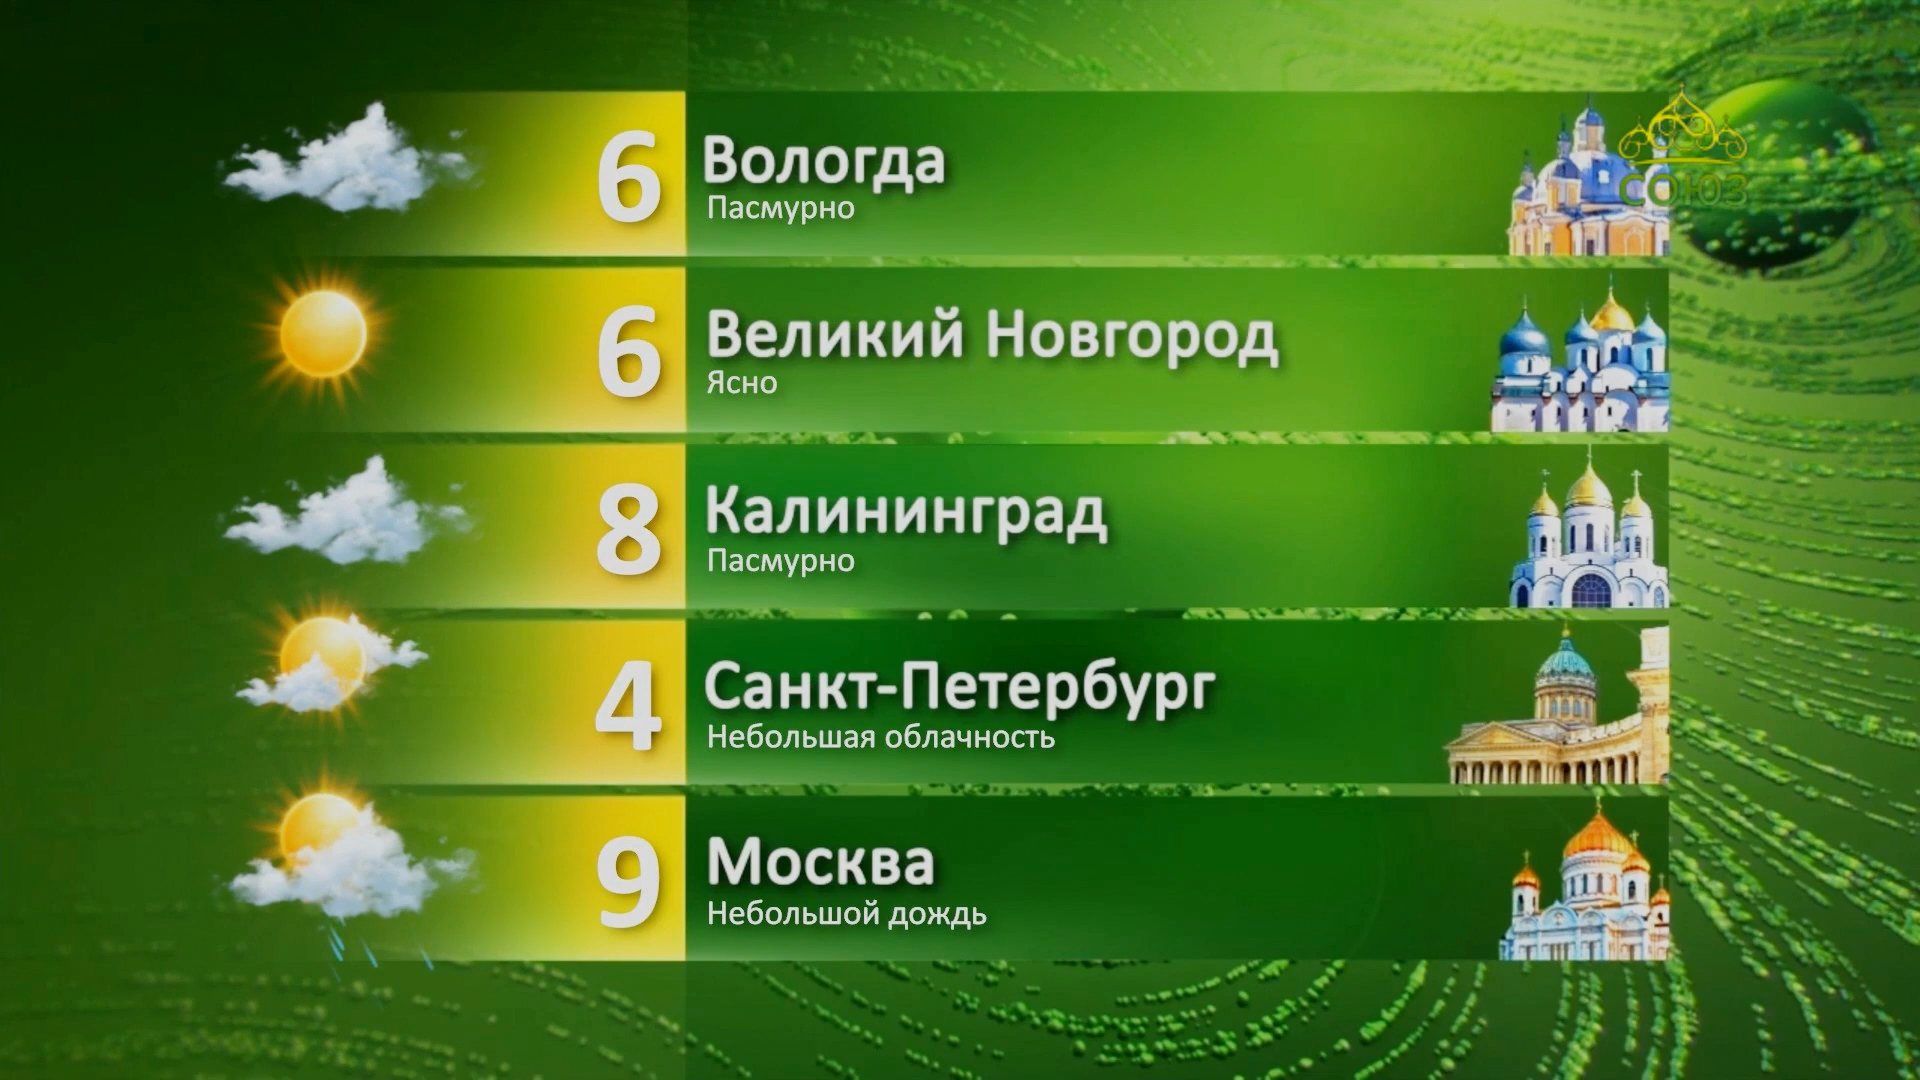 6
Вологда
Пасмурно
СОЮЗ
6
Великий Новгород
Ясно
8
Калининград
Пасмурно
4
Санкт-Петербург
Небольшая облачность
9
Москва
Небольшой дождь